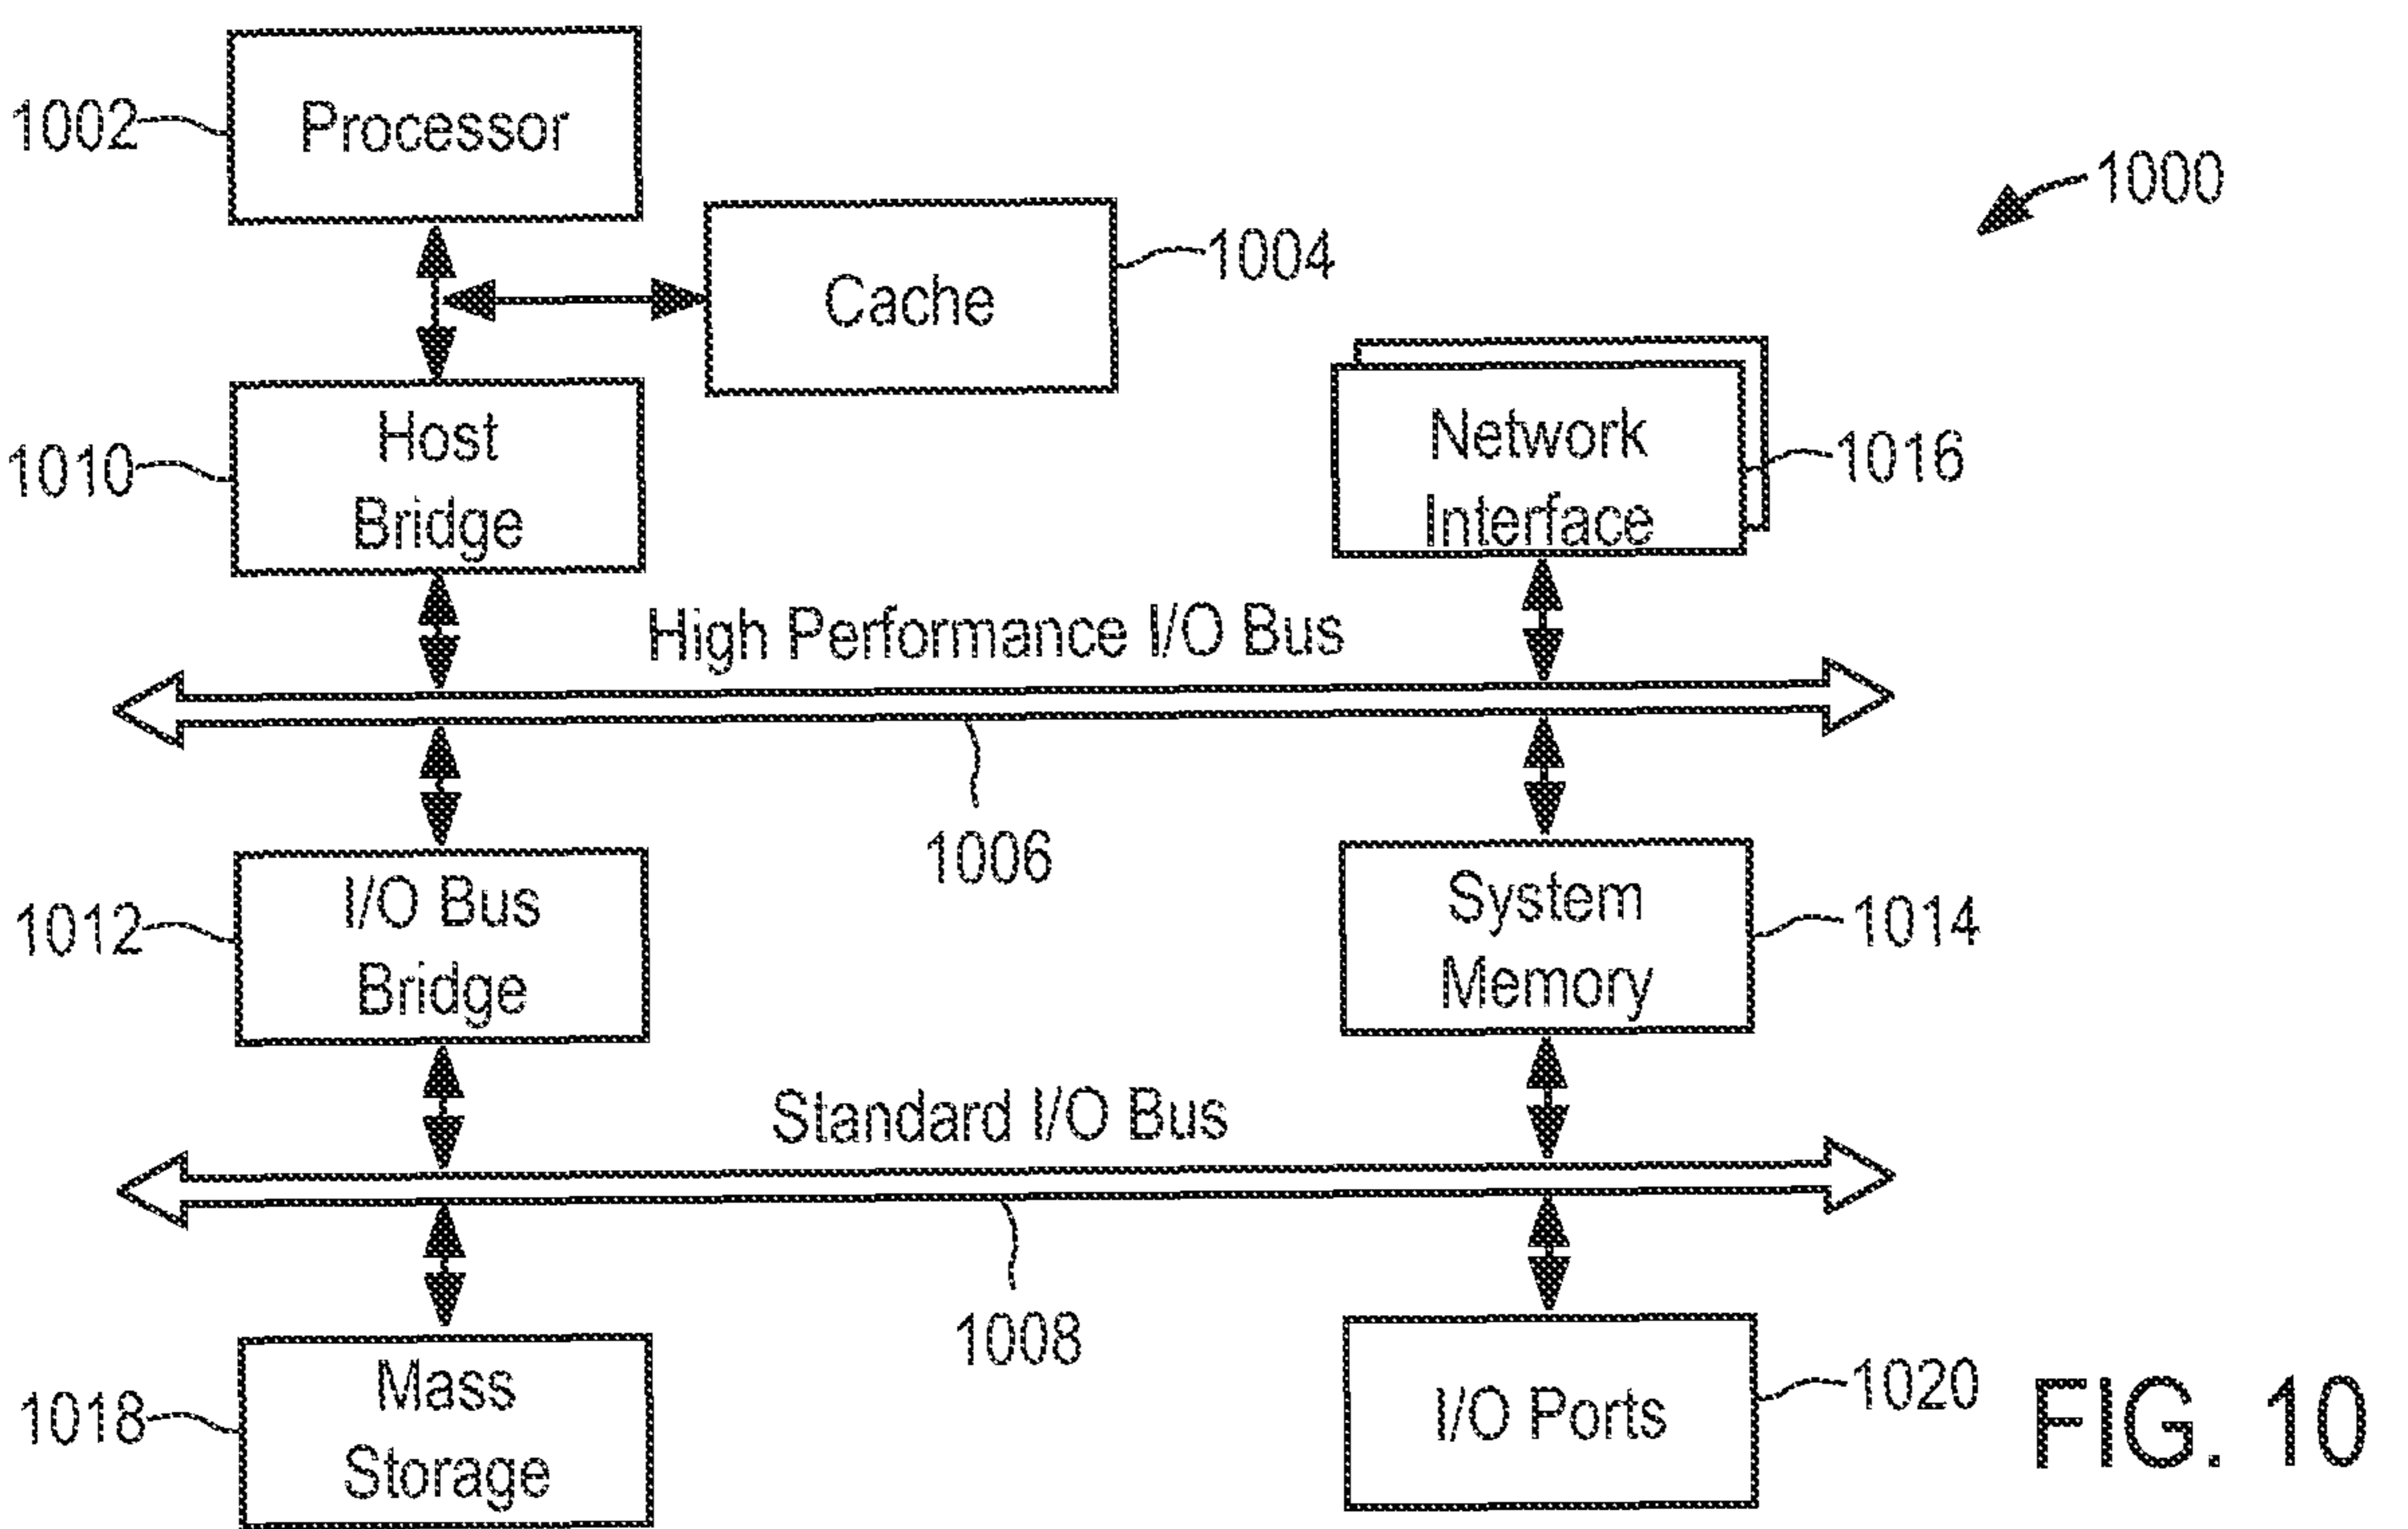 1002
Processor
1000
Cache
1004
1010
Host
Bridge
Network
Interface
1016
High Performance I/O Bus
1006
1012
I/O Bus
Bridge
System
Memory
1014
Standard I/O Bus
1008
1018
Mass
Storage
I/O Ports
1020
FIG. 10